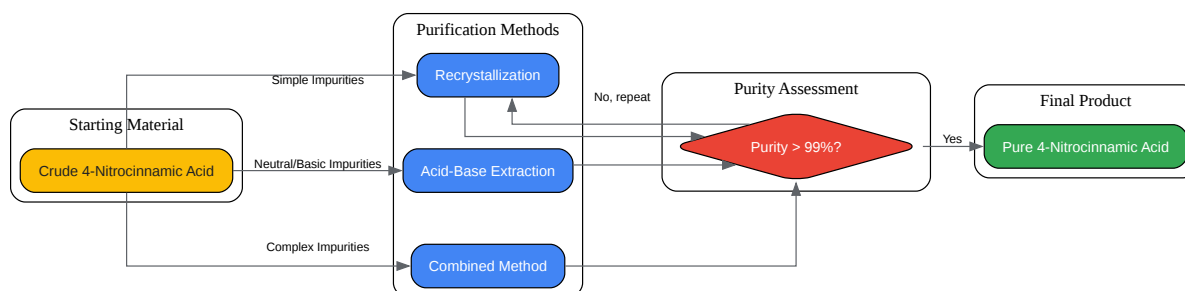 Purification Methods
Recrystallization
Simple Impurities
No, repeat
Purity Assessment
Final Product
Starting Material
Purity > 99%?
Yes
Pure 4-Nitrocinnamic Acid
Crude 4-Nitrocinnamic Acid
Neutral/Basic Impurities
Acid-Base Extraction
Complex Impurities
Combined Method